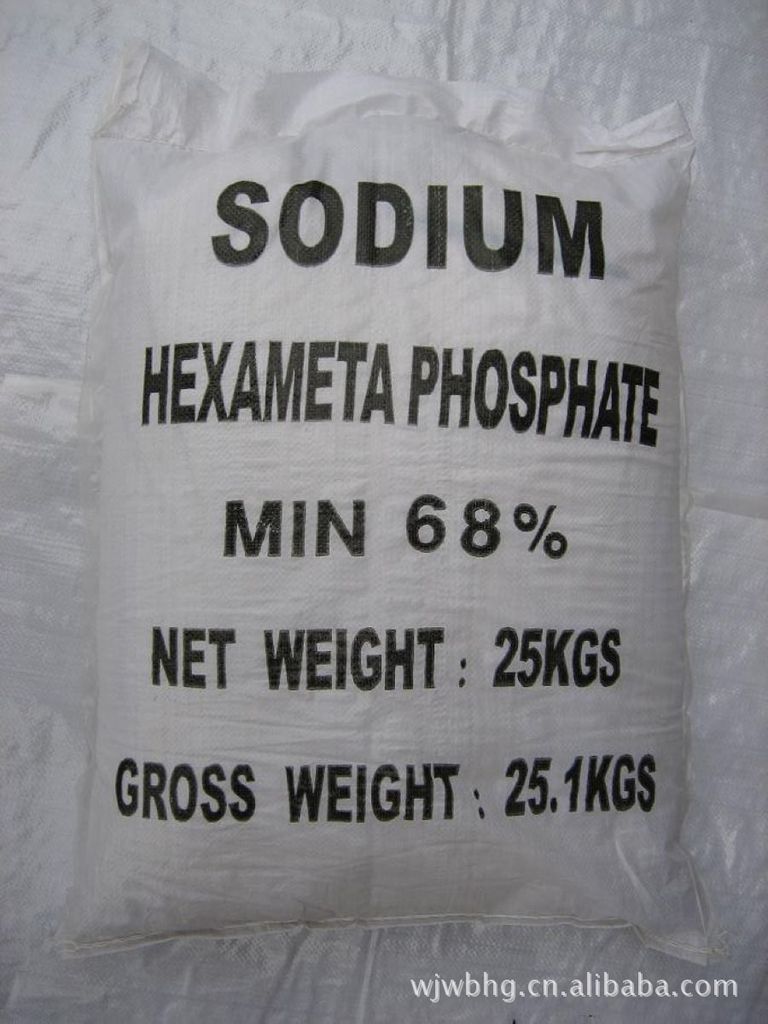 SODIUM
HEXAMETA PHOSPHATE
MIN 68%
NET WEIGHT : 25KGS
GROSS WEIGHT : 25.1KGS
wjwbhg.cn.alibaba.com